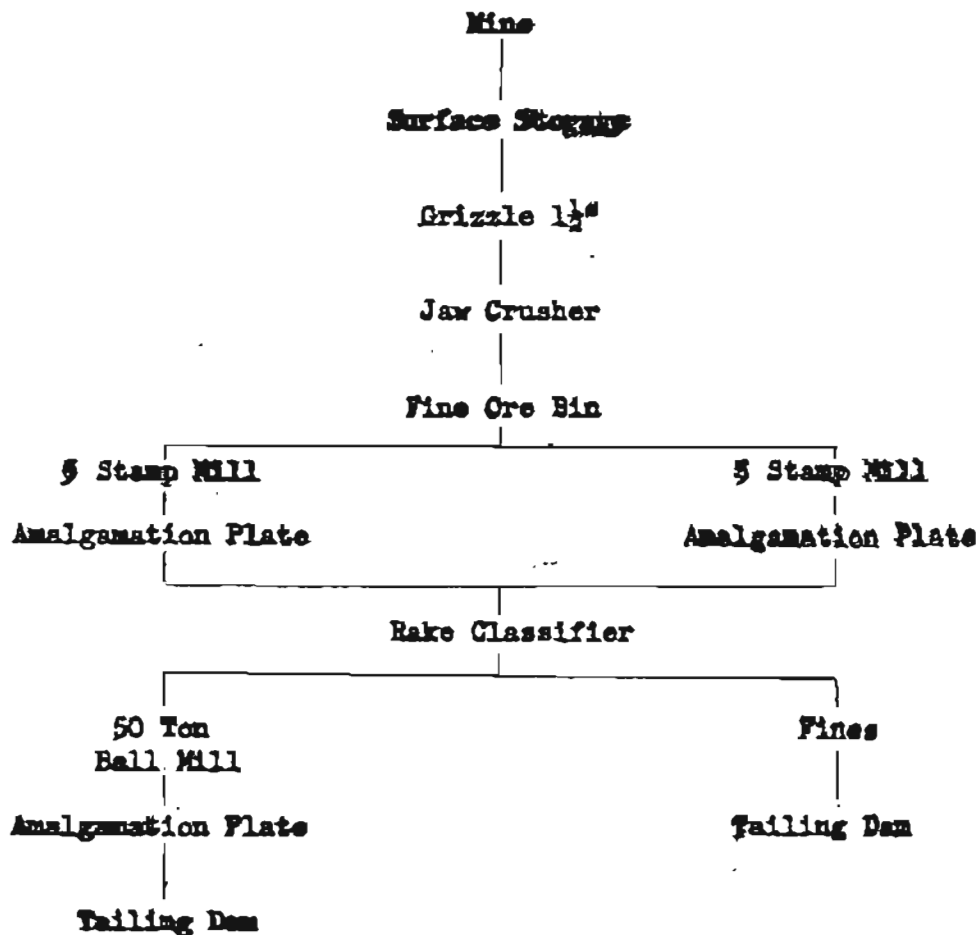 Mine
Surface Storage
Grizzle 1½"
Jaw Crusher
Fine Ore Bin
5 Stamp Mill 5 Stamp Mill
Amalgamation Plate Amalgamation Plate
Rake Classifier
50 Ton Fines
Ball Mill
Amalgamation Plate Tailing Dam
Tailing Dam